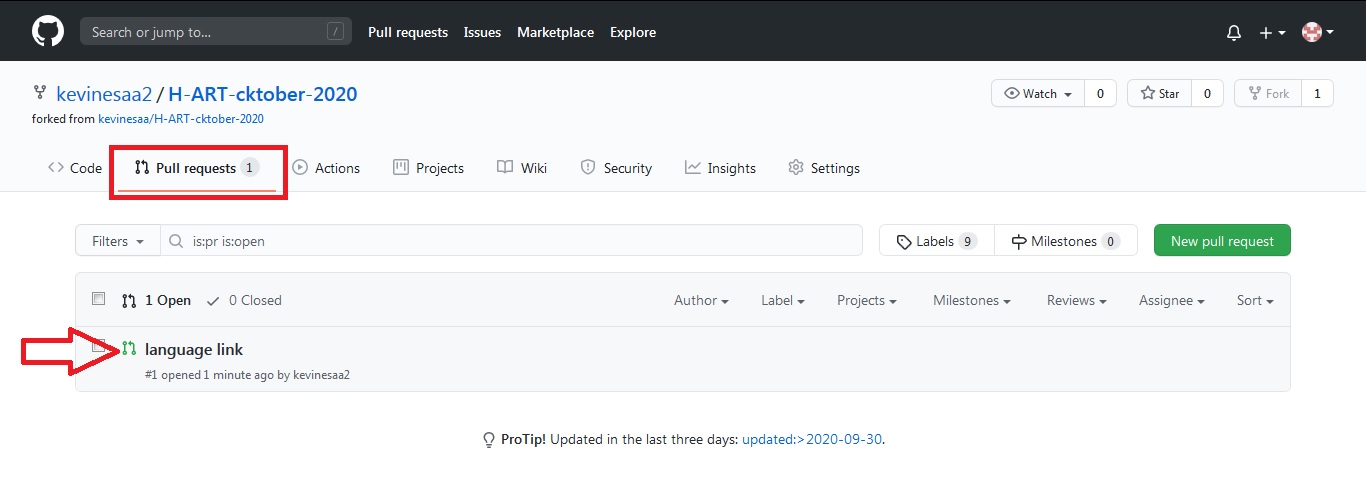 Search or jump to... / Pull requests Issues Marketplace Explore
kevinesaa2 / H-ART-cktober-2020 Watch 0 Star 0 Fork 1
forked from kevinesaa/H-ART-cktober-2020
Code Pull requests 1 Actions Projects Wiki Security Insights Settings
Filters is:pr is:open Labels 9 Milestones 0 New pull request
1 Open 0 Closed Author Label Projects Milestones Reviews Assignee Sort
language link
#1 opened 1 minute ago by kevinesaa2
ProTip! Updated in the last three days: updated:>2020-09-30.